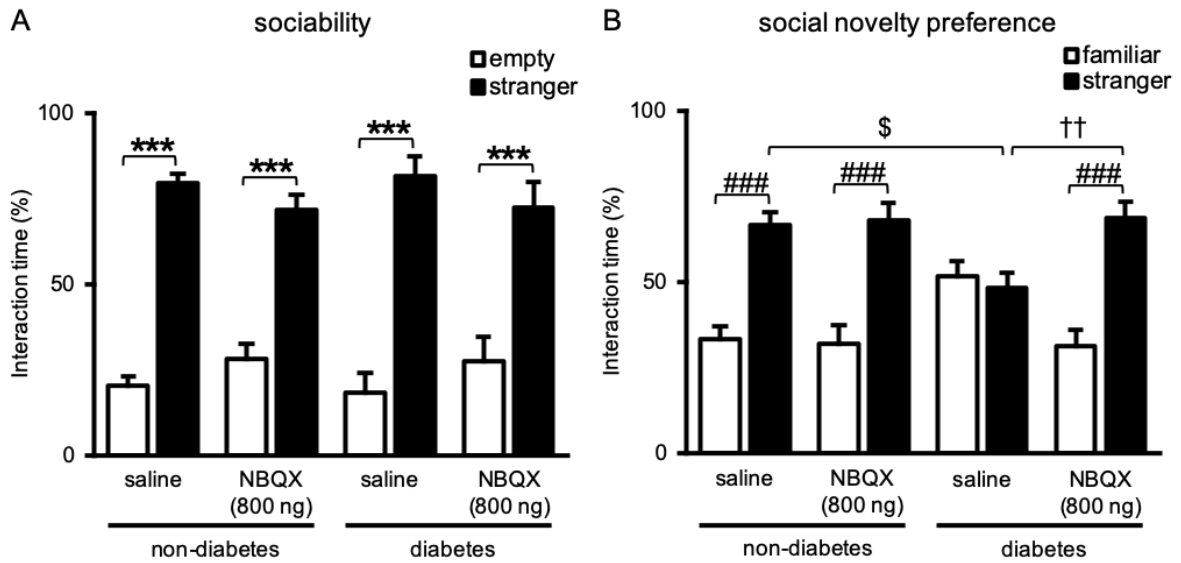 A
sociability
empty
stranger
Interaction time (%)
100
50
0
***
***
***
***
saline
NBQX
(800 ng)
saline
NBQX
(800 ng)
non-diabetes
diabetes
B
social novelty preference
familiar
stranger
Interaction time (%)
100
50
0
$
††
###
###
###
saline
NBQX
(800 ng)
saline
NBQX
(800 ng)
non-diabetes
diabetes